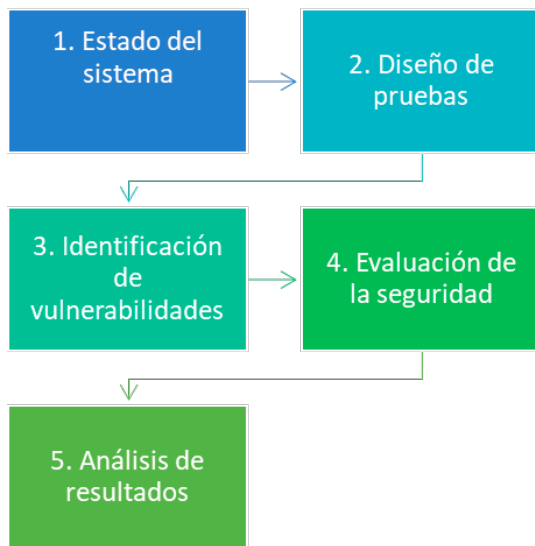 1. Estado del
sistema
2. Diseño de
pruebas
3. Identificación
de
vulnerabilidades
4. Evaluación de
la seguridad
5. Análisis de
resultados